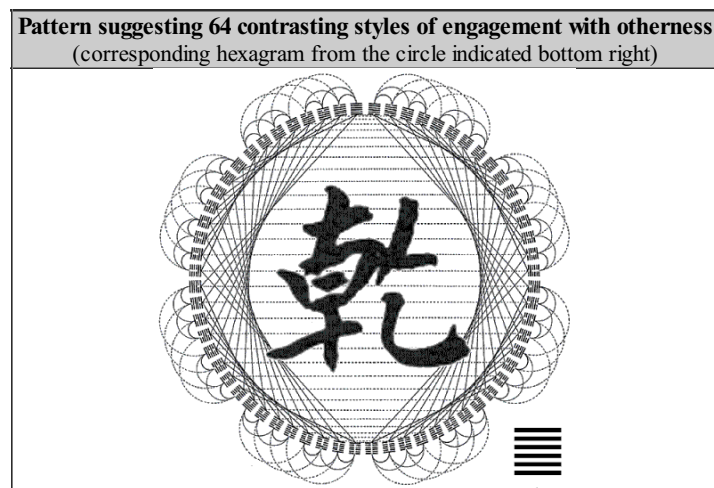 Pattern suggesting 64 contrasting styles of engagement with otherness
(corresponding hexagram from the circle indicated bottom right)
乾